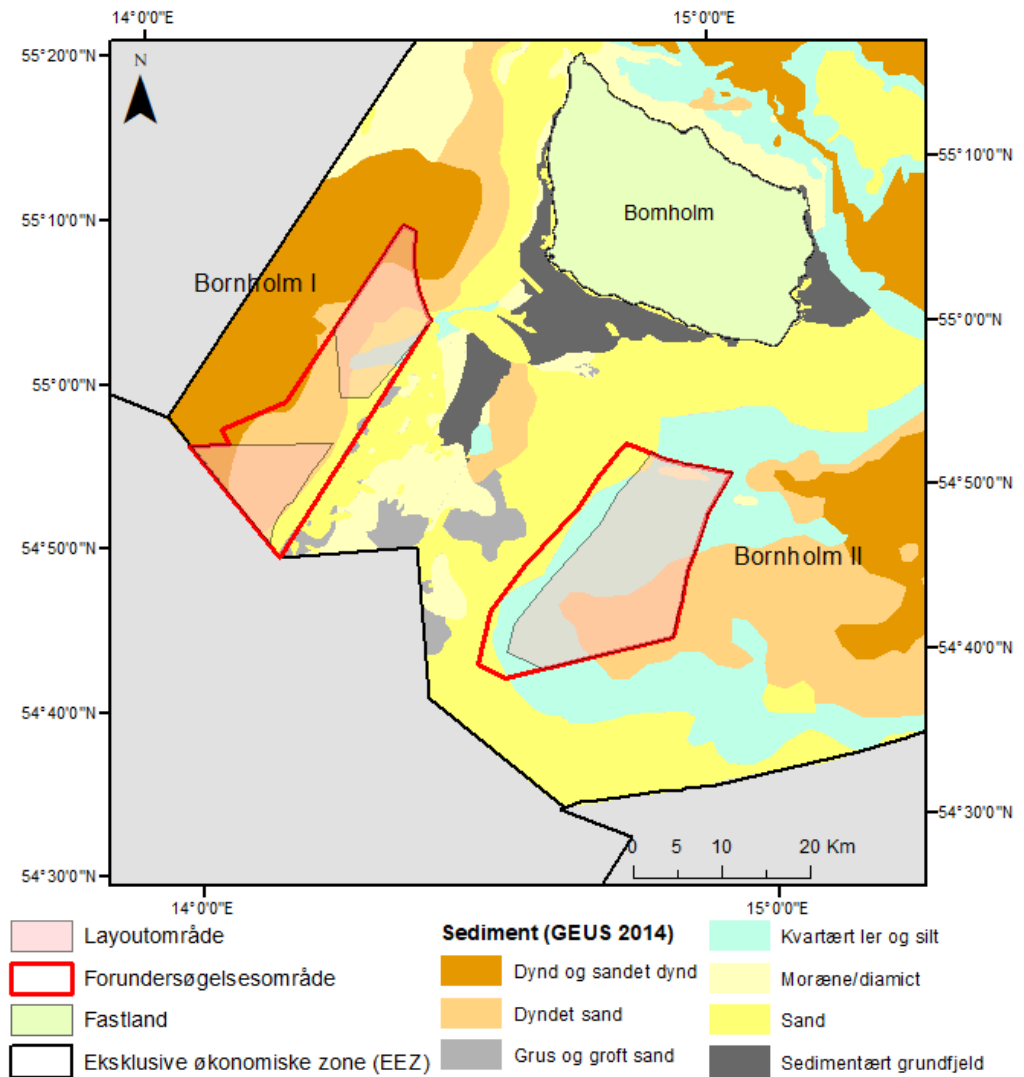 14°0'0"E 15°0'0"E
55°20'0"N
N
55°10'0"N
55°10'0"N
Bornholm
Bornholm I
55°0'0"N
55°0'0"N
54°50'0"N
54°50'0"N
Bornholm II
54°40'0"N
54°40'0"N
54°30'0"N
0 5 10 20 Km
54°30'0"N
14°0'0"E 15°0'0"E
Layoutområde
Forundersøgelsesområde
Fastland
Eksklusive økonomiske zone (EEZ)
Sediment (GEUS 2014)
Dynd og sandet dynd
Dyndet sand
Grus og groft sand
Kvartært ler og silt
Moræne/diamict
Sand
Sedimentært grundfjeld